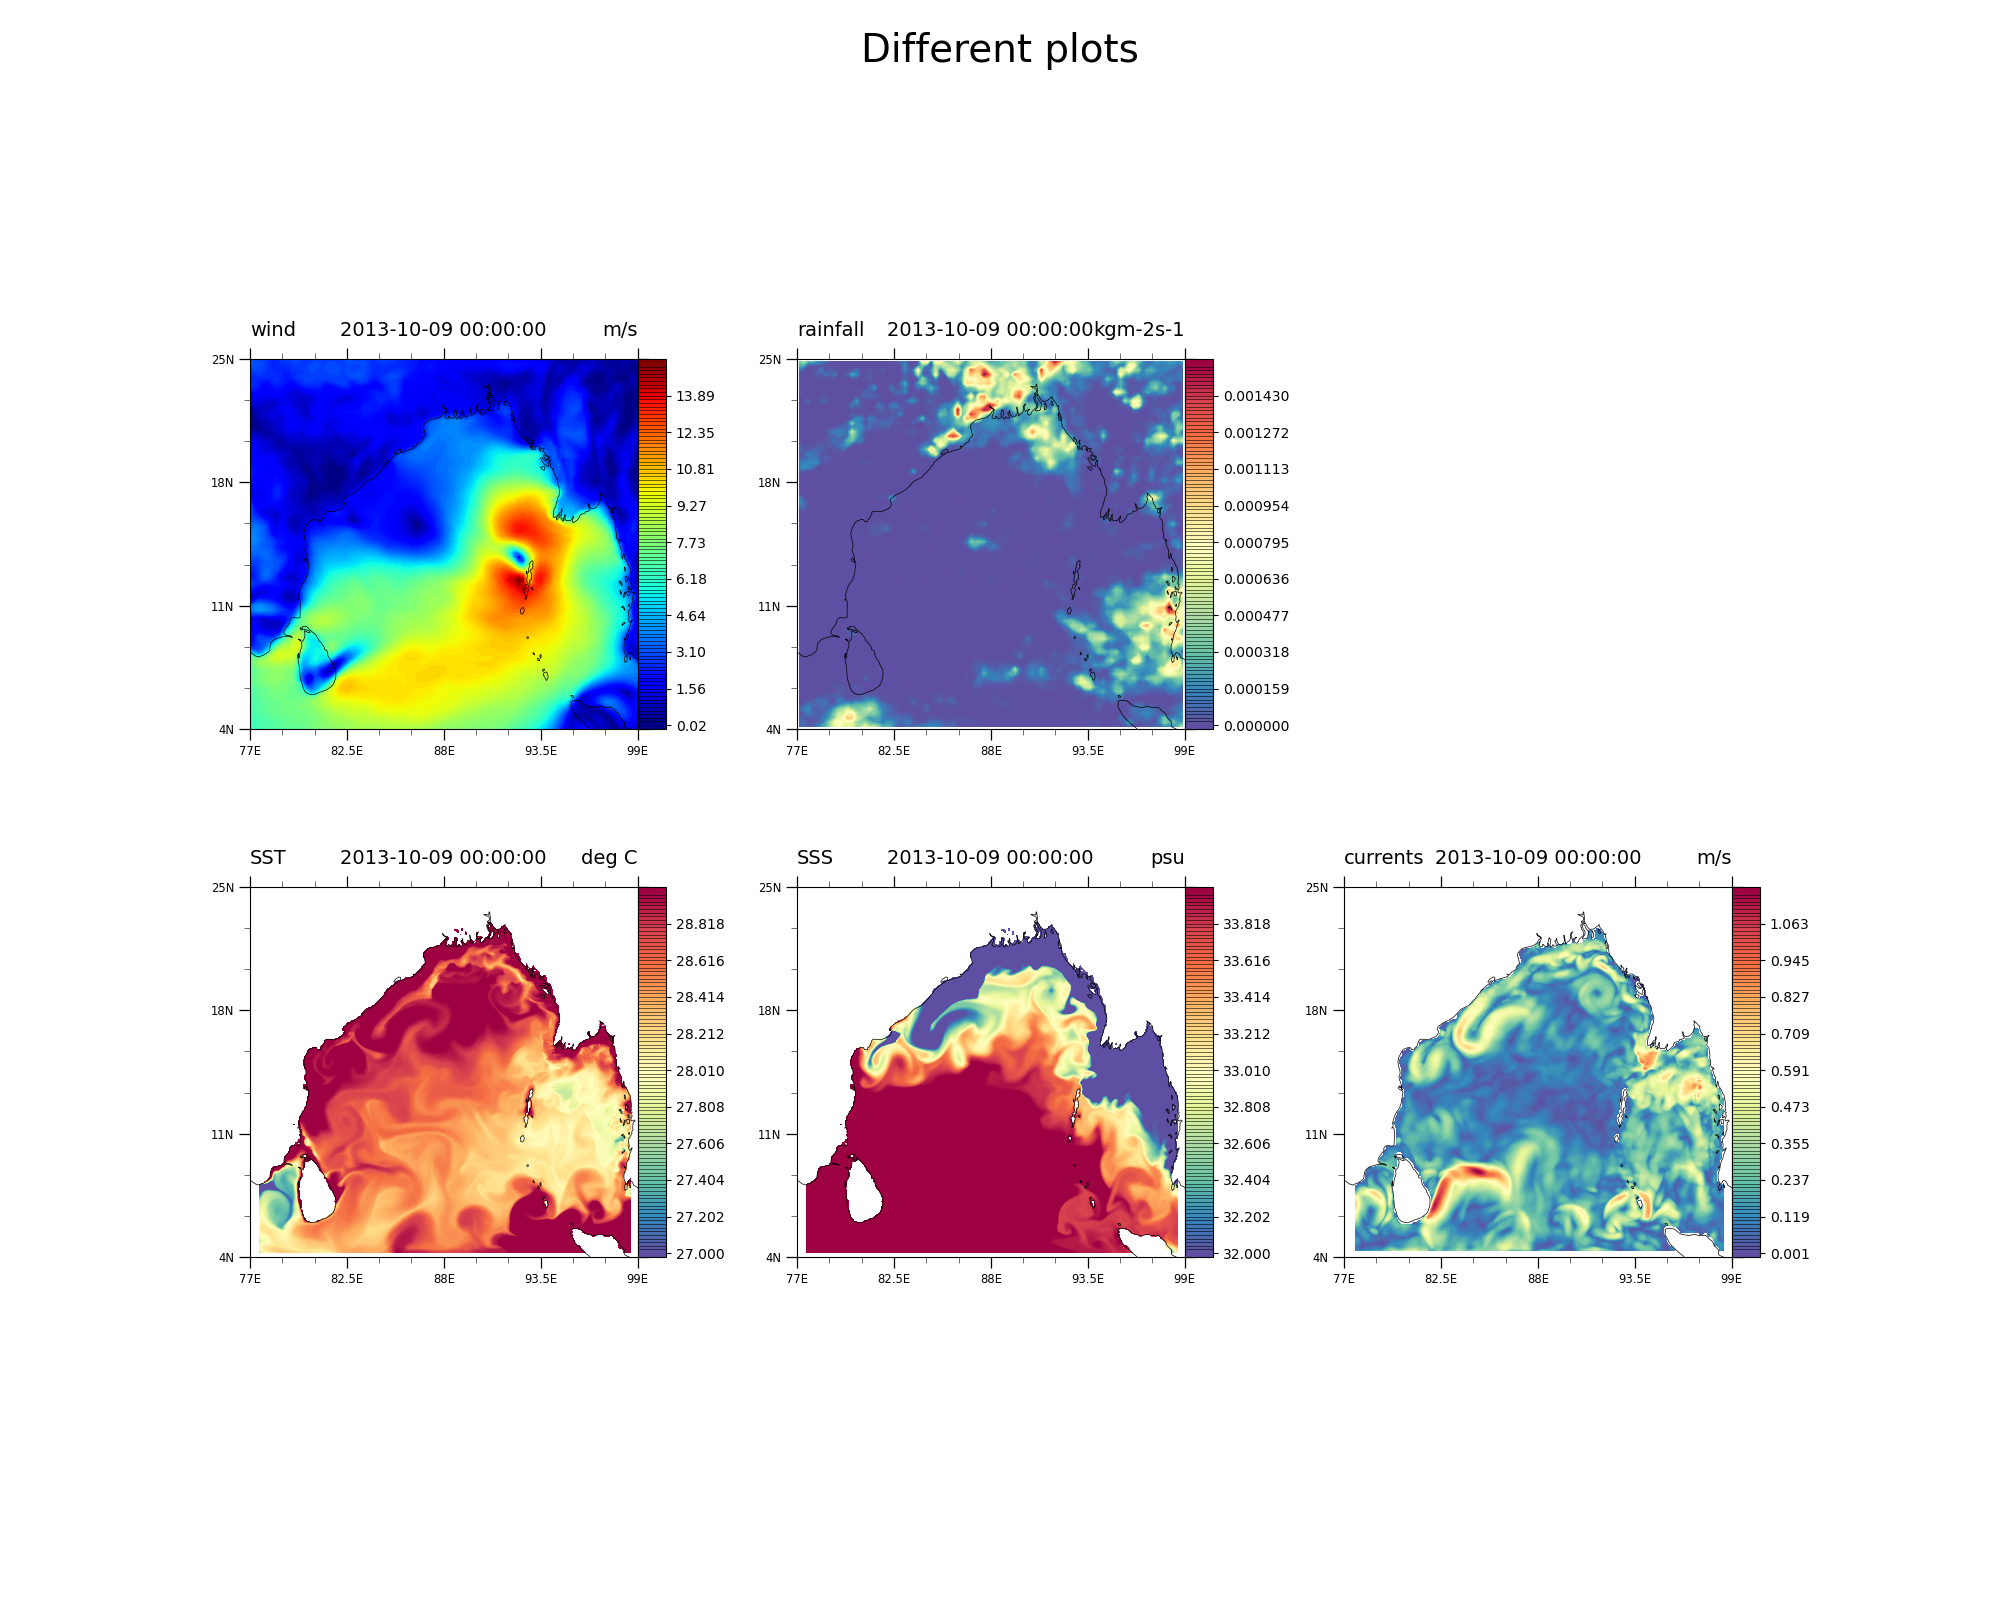 Different plots
wind 2013-10-09 00:00:00 m/s
25N
18N
11N
4N
77E 82.5E 88E 93.5E 99E
13.89
12.35
10.81
9.27
7.73
6.18
4.64
3.10
1.56
0.02
rainfall 2013-10-09 00:00:00 kgm-2s-1
25N
18N
11N
4N
77E 82.5E 88E 93.5E 99E
0.001430
0.001272
0.001113
0.000954
0.000795
0.000636
0.000477
0.000318
0.000159
0.000000
SST 2013-10-09 00:00:00 deg C
25N
18N
11N
4N
77E 82.5E 88E 93.5E 99E
28.818
28.616
28.414
28.212
28.010
27.808
27.606
27.404
27.202
27.000
SSS 2013-10-09 00:00:00 psu
25N
18N
11N
4N
77E 82.5E 88E 93.5E 99E
33.818
33.616
33.414
33.212
33.010
32.808
32.606
32.404
32.202
32.000
currents 2013-10-09 00:00:00 m/s
25N
18N
11N
4N
77E 82.5E 88E 93.5E 99E
1.063
0.945
0.827
0.709
0.591
0.473
0.355
0.237
0.119
0.001